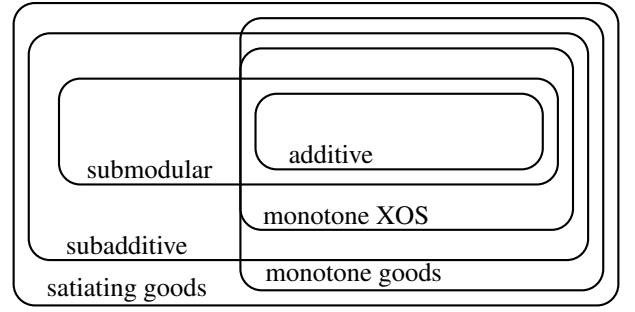 additive
submodular
monotone XOS
subadditive
monotone goods
satiating goods